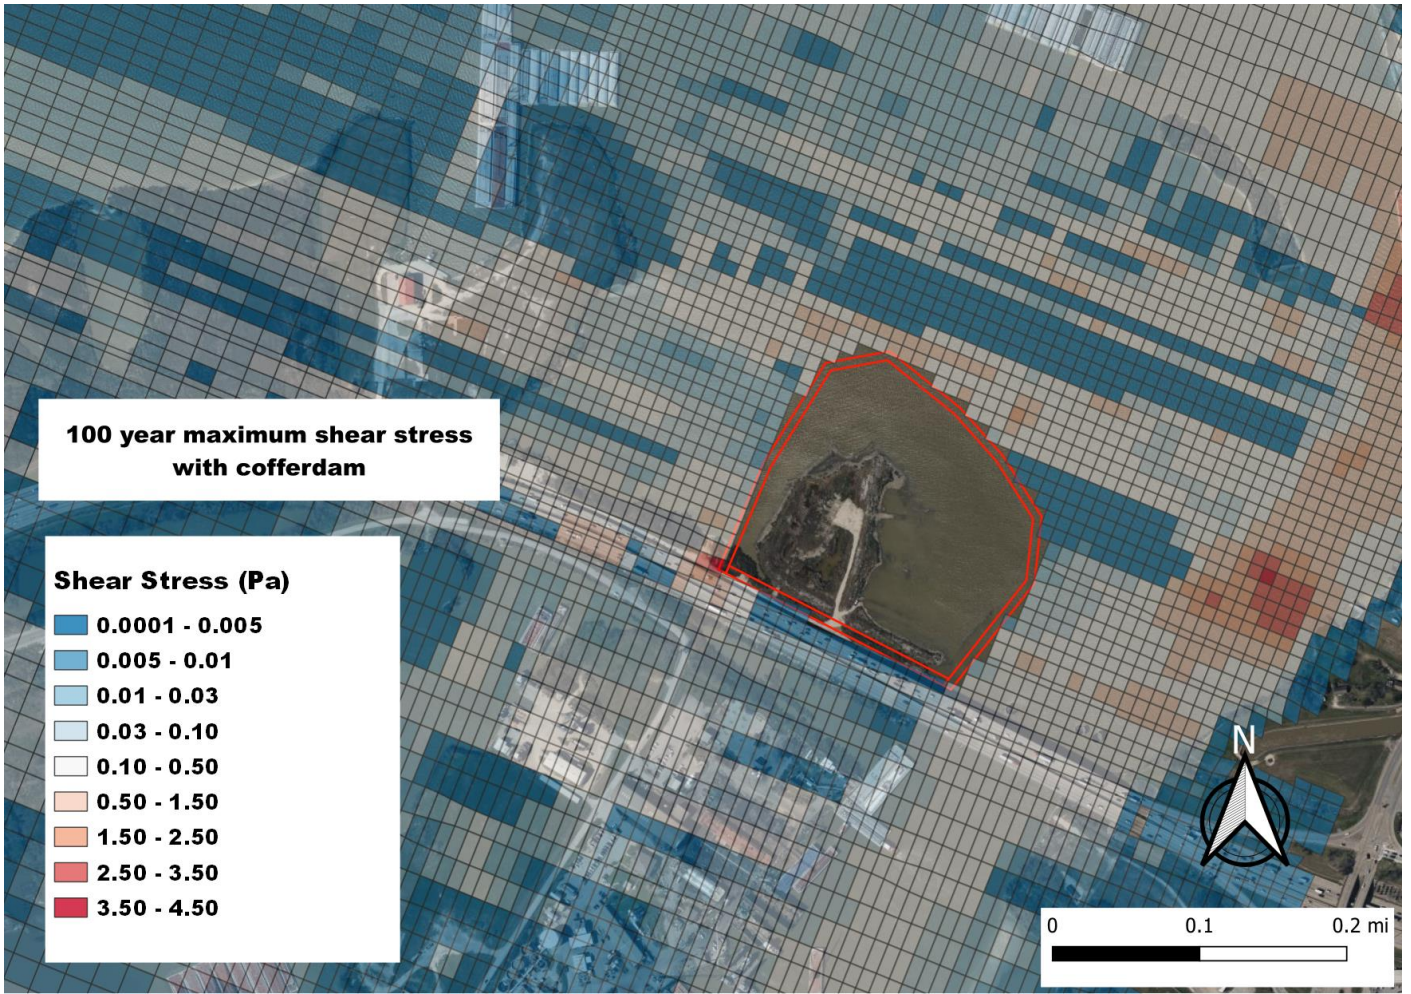 100 year maximum shear stress
with cofferdam
Shear Stress (Pa)
0.0001 - 0.005
0.005 - 0.01
0.01 - 0.03
0.03 - 0.10
0.10 - 0.50
0.50 - 1.50
1.50 - 2.50
2.50 - 3.50
3.50 - 4.50
N
0 0.1 0.2 mi